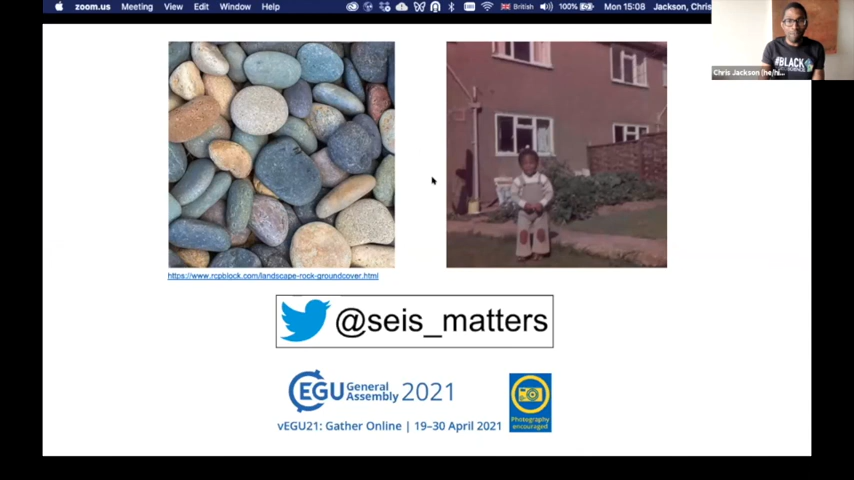 zoom.us Meeting View Edit Window Help British 100% Mon 15:08 Jackson, Chris
#BLACK
Chris Jackson (he/hi...
https://www.rcpblock.com/landscape-rock-groundcover.html
@seis_matters
EGU General Assembly 2021
Photography encouraged
vEGU21: Gather Online | 19–30 April 2021